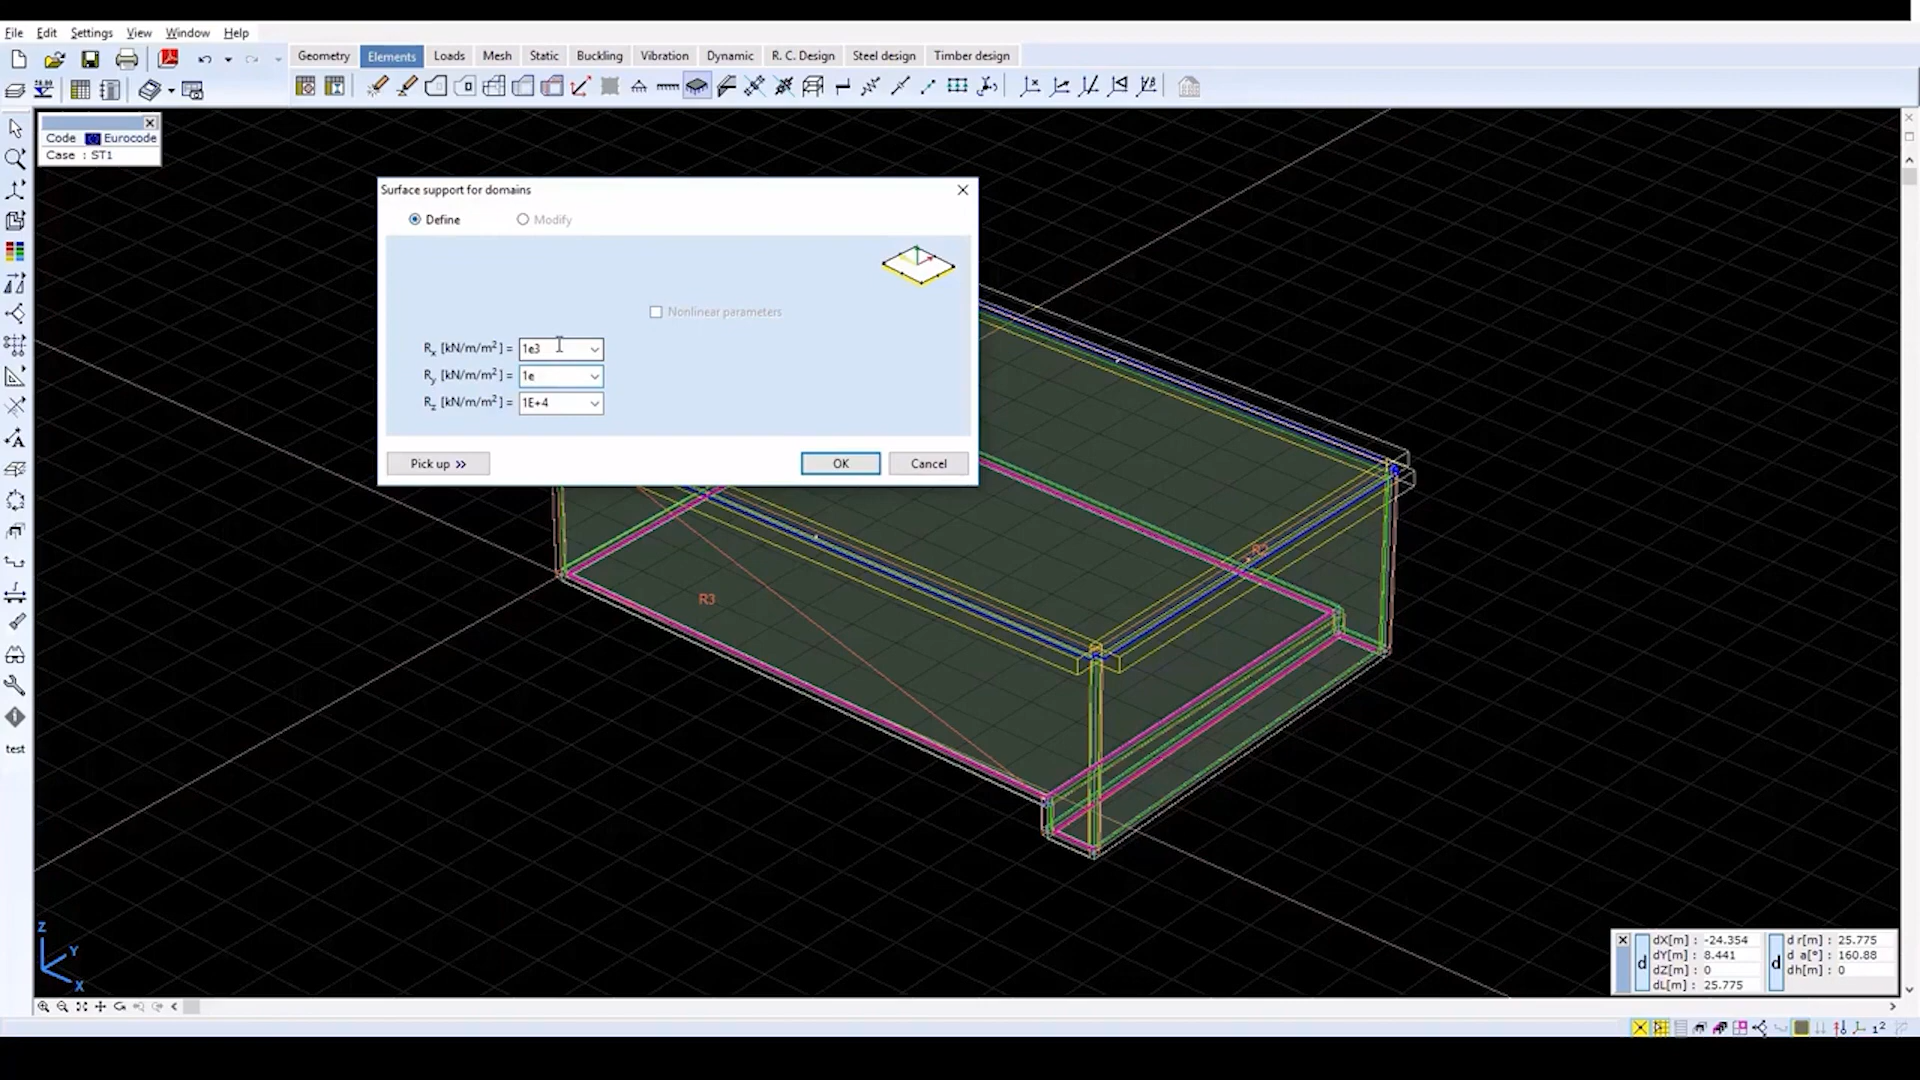 File Edit Settings View Window Help
Geometry Elements Loads Mesh Static Buckling Vibration Dynamic R. C. Design Steel design Timber design
Code Eurocode
Case : ST1
Surface support for domains
Define Modify
Nonlinear parameters
Rx [kN/m/m²] = 1e3
Ry [kN/m/m²] = 1e
Rz [kN/m/m²] = 1E+4
Pick up »
OK Cancel
R2
R3
test
Z
Y
X
d
dX[m] : -24.354
dY[m] : 8.441
dZ[m] : 0
dL[m] : 25.775
d
d r[m] : 25.775
d a[°] : 160.88
dh[m] : 0